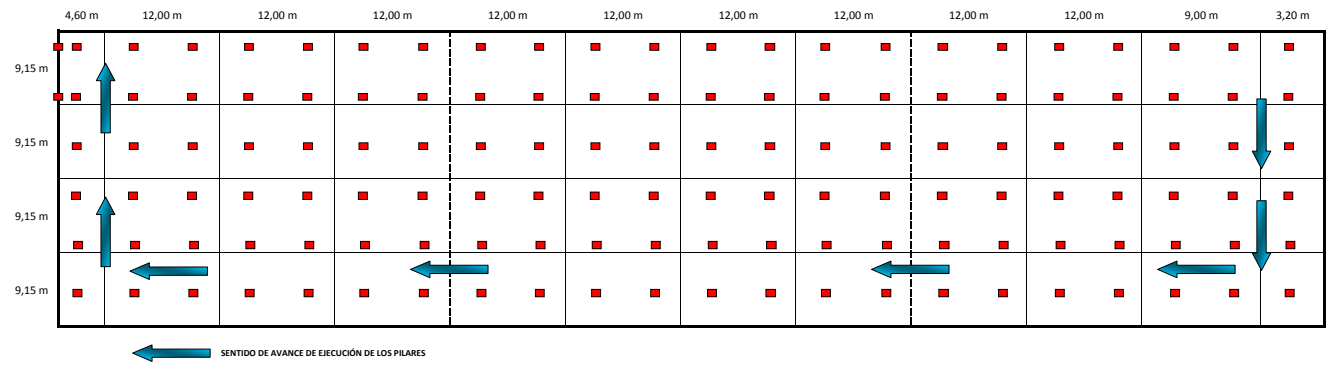 4,60 m 12,00 m 12,00 m 12,00 m 12,00 m 12,00 m 12,00 m 12,00 m 12,00 m 12,00 m 9,00 m 3,20 m
9,15 m
9,15 m
9,15 m
9,15 m
SENTIDO DE AVANCE DE EJECUCIÓN DE LOS PILARES